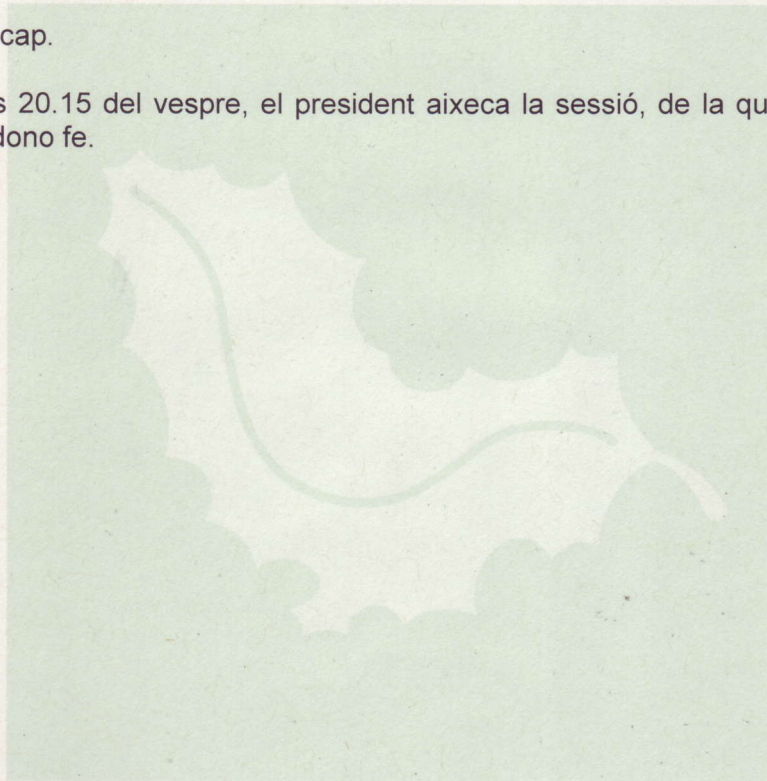 cap.
s 20.15 del vespre, el president aixeca la sessió, de la qu
dono fe.